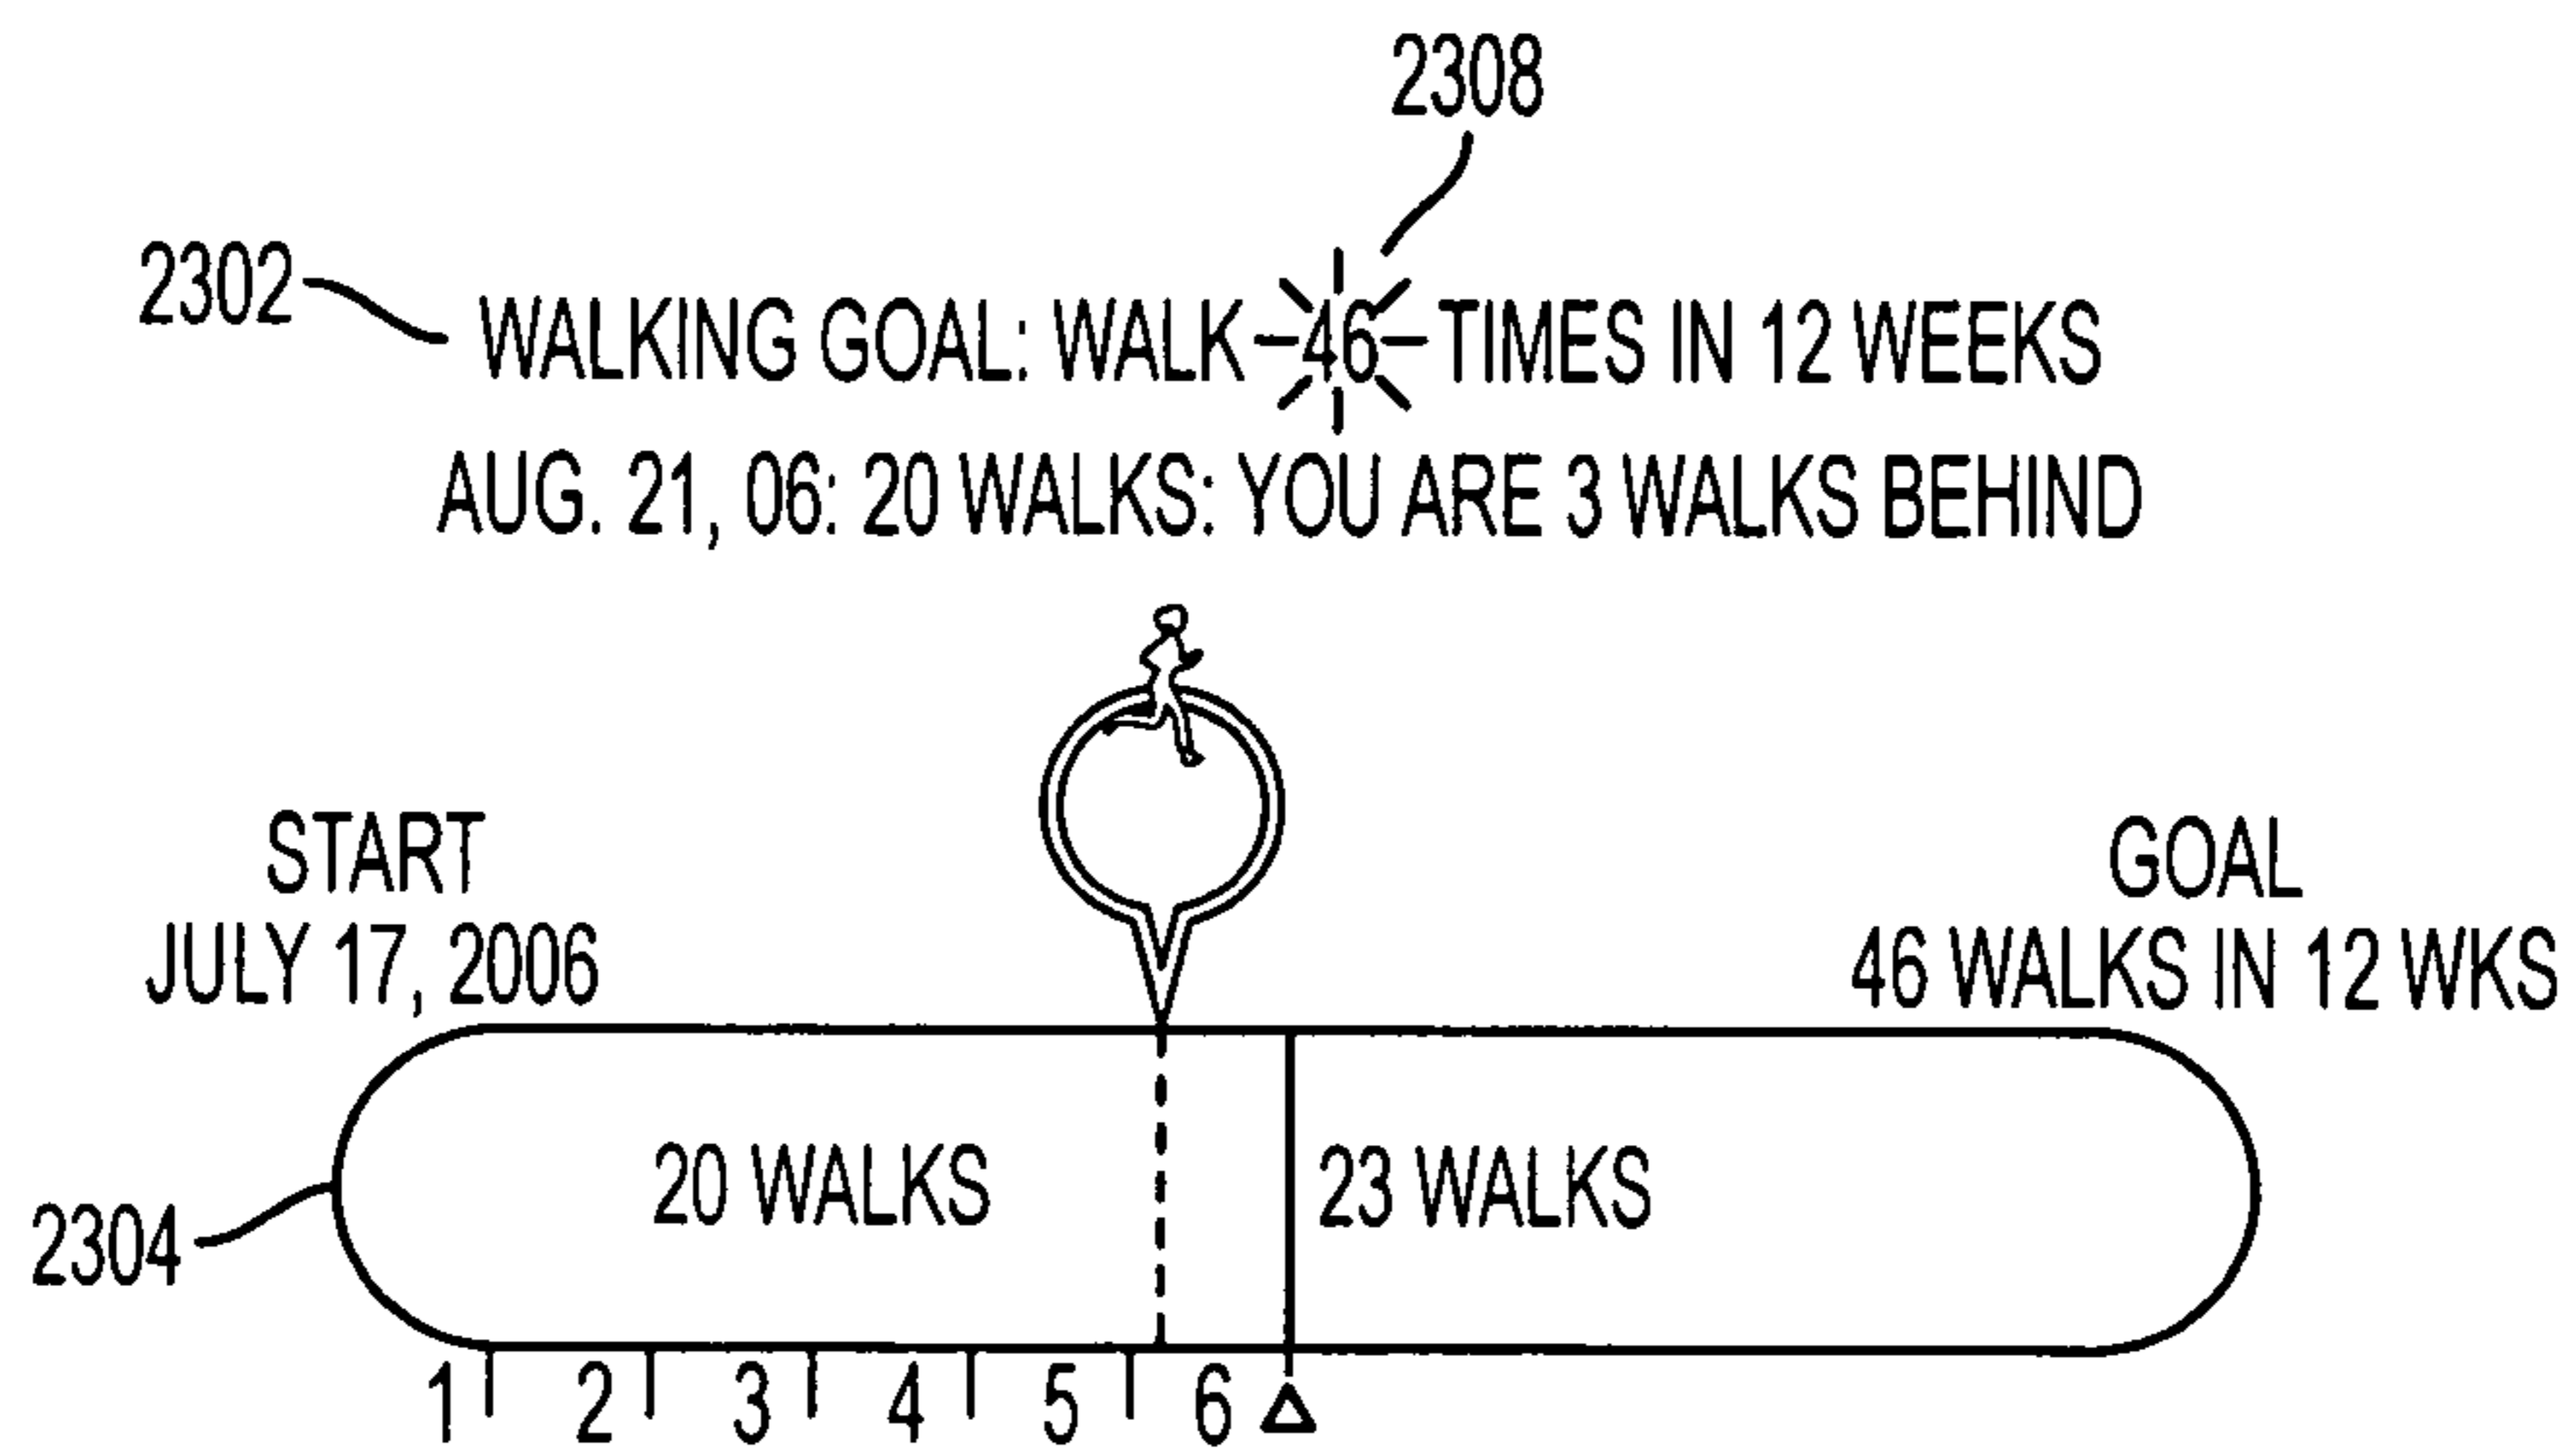 2308
2302
WALKING GOAL: WALK 46 TIMES IN 12 WEEKS
AUG. 21, 06: 20 WALKS: YOU ARE 3 WALKS BEHIND
START
JULY 17, 2006
GOAL
46 WALKS IN 12 WKS
20 WALKS
23 WALKS
2304
1 2 3 4 5 6